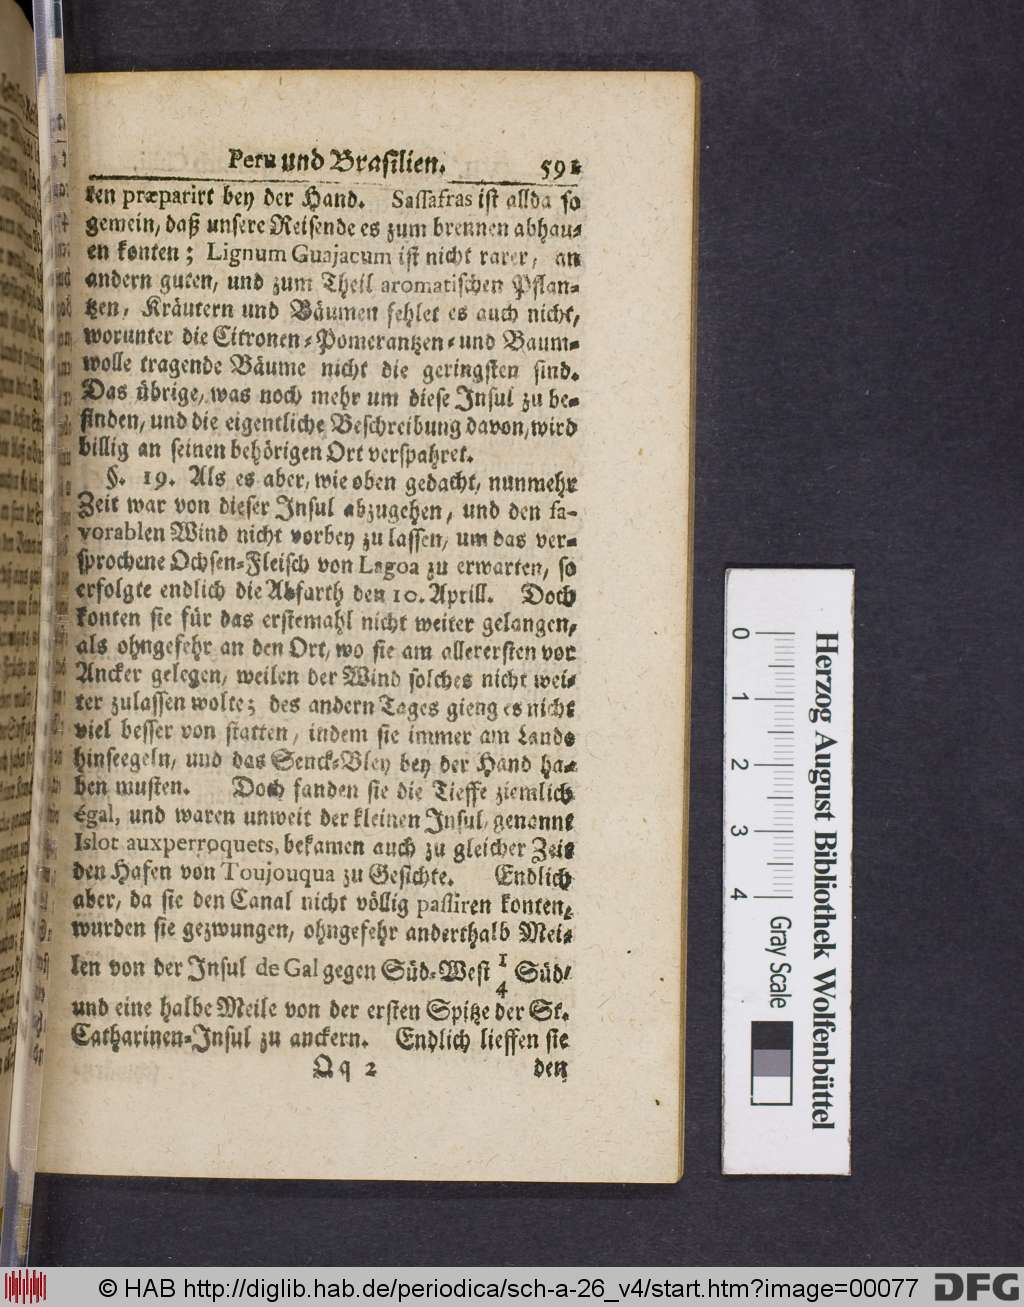 Peru und Brasilien. 591
ten præparirt bey der Hand. Sassafras ist allda so
gemein, daß unsere Reisende es zum brennen abhau-
en konten; Lignum Guajacum ist nicht rarer, an
andern guten, und zum Theil aromatischen Pflan-
tzen, Kräutern und Bäumen fehlet es auch nicht,
worunter die Citronen-Pomerantzen-und Baum-
wolle tragende Bäume nicht die geringsten sind.
Das übrige, was noch mehr um diese Insul zu be-
finden, und die eigentliche Beschreibung davon, wird
billig an seinen behörigen Ort verspahret.
§. 19. Als es aber, wie oben gedacht, nunmehr
Zeit war von dieser Insul abzugehen, und den fa-
vorablen Wind nicht vorbey zu lassen, um das ver-
sprochene Ochsen-Fleisch von Lagoa zu erwarten, so
erfolgte endlich die Abfarth den 10. Aprill. Doch
konten sie für das erstemahl nicht weiter gelangen,
als ohngefehr an den Ort, wo sie am allerersten vor
Ancker gelegen, weilen der Wind solches nicht wei-
ter zulassen wolte; des andern Tages gieng es nicht
viel besser von statten, indem sie immer am Lande
hinseegeln, und das Senck-Bley bey der Hand ha-
ben musten. Doch fanden sie die Tieffe ziemlich
égal, und waren unweit der kleinen Insul, genannt
Islot auxperroquets, bekamen auch zu gleicher Zeit
den Hafen von Toujouqua zu Gesichte. Endlich
aber, da sie den Canal nicht völlig passiren konten,
wurden sie gezwungen, ohngefehr anderthalb Mei-
len von der Insul de Gal gegen Süd-West 1/4 Süd/
und eine halbe Meile von der ersten Spitze der St.
Catharinen-Insul zu anckern. Endlich lieffen sie
Qq 2 den
0 1 2 3 4
Herzog August Bibliothek Wolfenbüttel
Gray Scale
© HAB http://diglib.hab.de/periodica/sch-a-26_v4/start.htm?image=00077
DFG